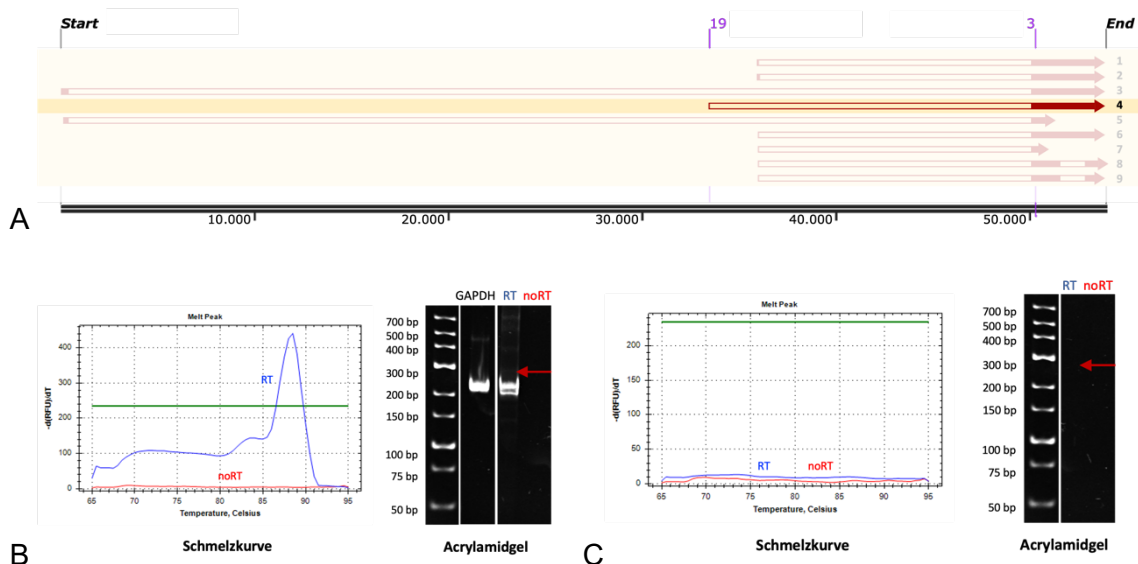 Start
19
3
End
1
2
3
4
5
6
7
8
9
A
10.000
20.000
30.000
40.000
50.000
GAPDH RT noRT
RT noRT
Melt Peak
Melt Peak
-d(RFU)/dT
400
300
200
100
0
RT
noRT
65 70 75 80 85 90 95
Temperature, Celsius
700 bp
500 bp
400 bp
300 bp
200 bp
150 bp
100 bp
75 bp
50 bp
-d(RFU)/dT
200
150
100
50
0
RT
noRT
65 70 75 80 85 90 95
Temperature, Celsius
700 bp
500 bp
400 bp
300 bp
200 bp
150 bp
100 bp
75 bp
50 bp
B
Schmelzkurve
Acrylamidgel
C
Schmelzkurve
Acrylamidgel